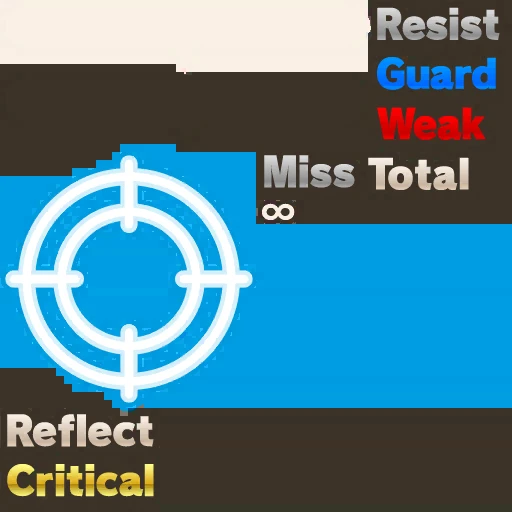 Resist
Guard
Weak
Miss Total
∞
Reflect
Critical